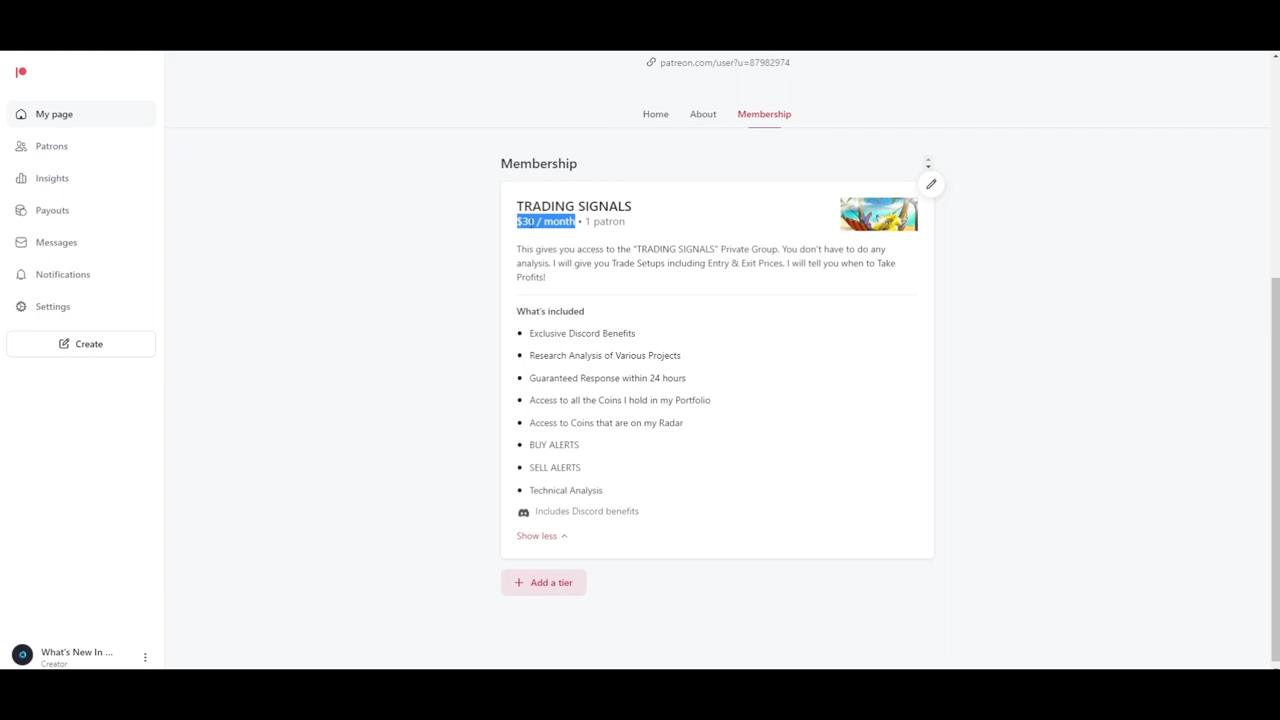 patreon.com/user?u=87982974
My page
Patrons
Insights
Payouts
Messages
Notifications
Settings
Create
Home About Membership
Membership
TRADING SIGNALS
$30 / month • 1 patron
This gives you access to the "TRADING SIGNALS" Private Group. You don't have to do any
analysis. I will give you Trade Setups including Entry & Exit Prices. I will tell you when to Take
Profits!
What's included
• Exclusive Discord Benefits
• Research Analysis of Various Projects
• Guaranteed Response within 24 hours
• Access to all the Coins I hold in my Portfolio
• Access to Coins that are on my Radar
• BUY ALERTS
• SELL ALERTS
• Technical Analysis
Includes Discord benefits
Show less
+ Add a tier
What's New In ...
Creator